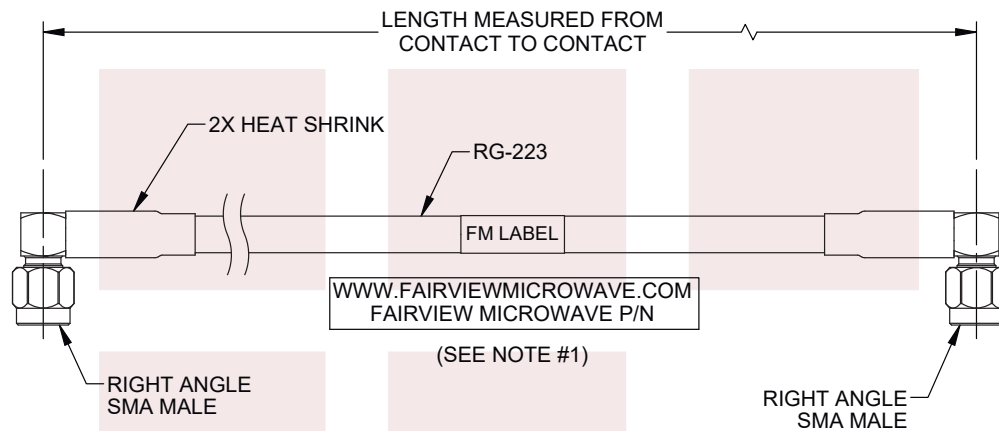 LENGTH MEASURED FROM
CONTACT TO CONTACT
2X HEAT SHRINK
RG-223
FM LABEL
WWW.FAIRVIEWMICROWAVE.COM
FAIRVIEW MICROWAVE P/N
(SEE NOTE #1)
RIGHT ANGLE
SMA MALE
RIGHT ANGLE
SMA MALE